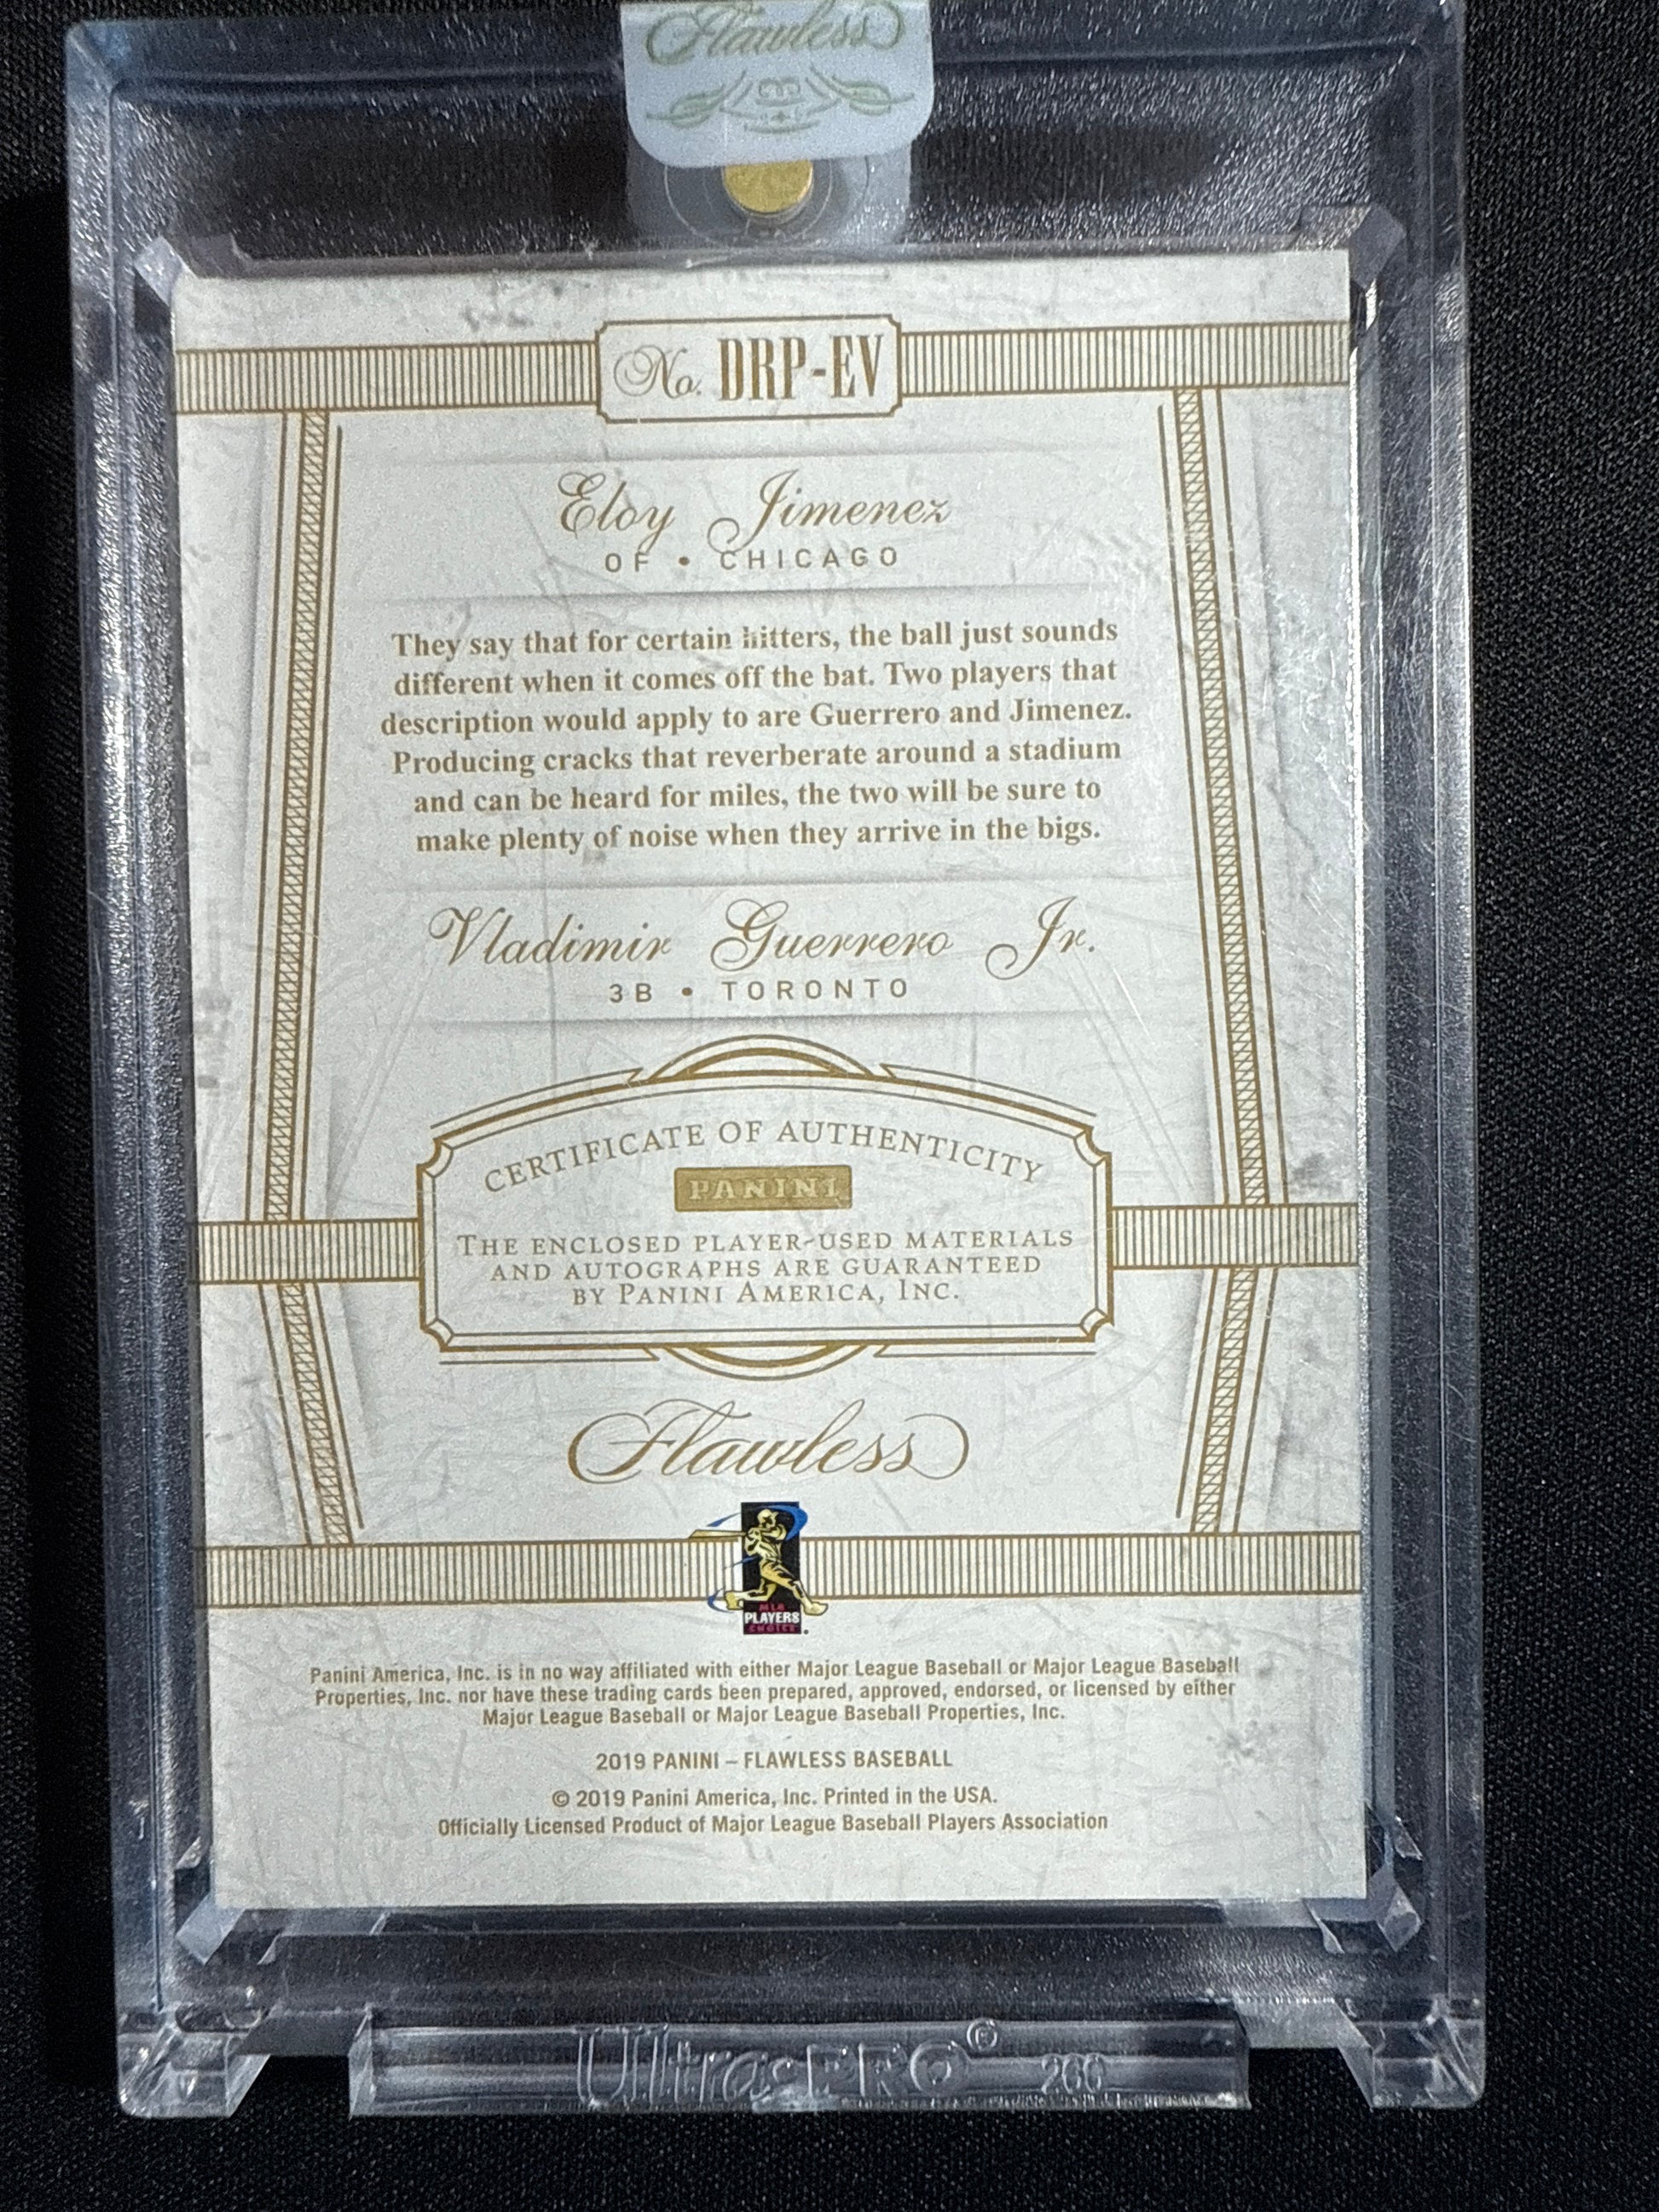 Flawless
No. DRP-EV
Eloy Jimenez
OF • CHICAGO
They say that for certain hitters, the ball just sounds
different when it comes off the bat. Two players that
description would apply to are Guerrero and Jimenez.
Producing cracks that reverberate around a stadium
and can be heard for miles, the two will be sure to
make plenty of noise when they arrive in the bigs.
Vladimir Guerrero Jr.
3B • TORONTO
CERTIFICATE OF AUTHENTICITY
PANINI
THE ENCLOSED PLAYER-USED MATERIALS
AND AUTOGRAPHS ARE GUARANTEED
BY PANINI AMERICA, INC.
Flawless
MLB
PLAYERS
CHOICE
Panini America, Inc. is in no way affiliated with either Major League Baseball or Major League Baseball
Properties, Inc. nor have these trading cards been prepared, approved, endorsed, or licensed by either
Major League Baseball or Major League Baseball Properties, Inc.
2019 PANINI – FLAWLESS BASEBALL
© 2019 Panini America, Inc. Printed in the USA.
Officially Licensed Product of Major League Baseball Players Association
Ultra•PRO®